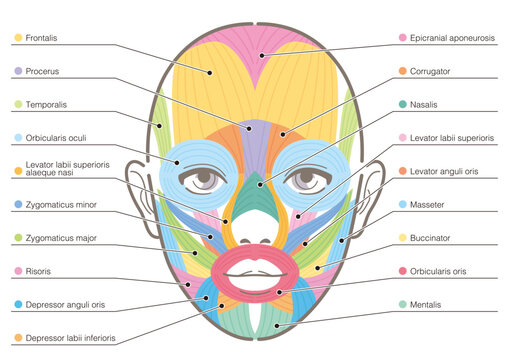 Frontalis
Epicranial aponeurosis
Procerus
Corrugator
Temporalis
Nasalis
Orbicularis oculi
Levator labii superioris
Levator labii superioris
alaeque nasi
Levator anguli oris
Zygomaticus minor
Masseter
Zygomaticus major
Buccinator
Risoris
Orbicularis oris
Depressor anguli oris
Mentalis
Depressor labii inferioris